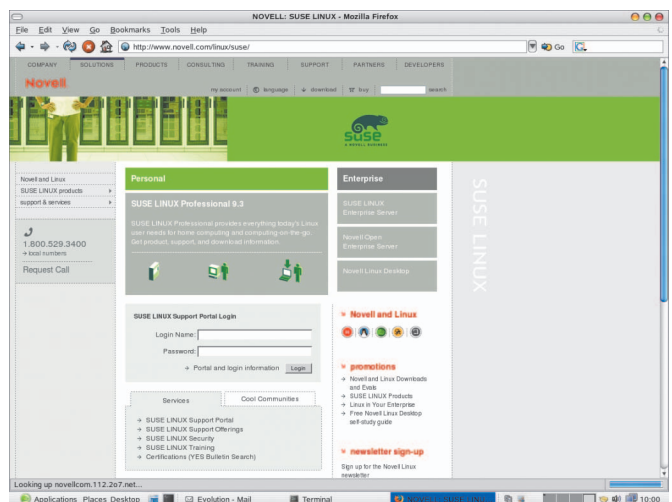 NOVELL: SUSE LINUX - Mozilla Firefox
File Edit View Go Bookmarks Tools Help
http://www.novell.com/linux/suse/
Go
COMPANY SOLUTIONS PRODUCTS CONSULTING TRAINING SUPPORT PARTNERS DEVELOPERS
Novell
my account language download buy search
SUSE
A NOVELL BUSINESS
Novell and Linux
SUSE LINUX products
support & services
1.800.529.3400
→ local numbers
Request Call
Personal
SUSE LINUX Professional 9.3
SUSE LINUX Professional provides everything today's Linux
user needs for home computing and computing-on-the-go.
Get product, support, and download information.
Enterprise
SUSE LINUX
Enterprise Server
Novell Open
Enterprise Server
Novell Linux Desktop
SUSE LINUX
SUSE LINUX Support Portal Login
Login Name:
Password:
→ Portal and login information Login
Services Cool Communities
→ SUSE LINUX Support Portal
→ SUSE LINUX Support Offerings
→ SUSE LINUX Security
→ SUSE LINUX Training
→ Certifications (YES Bulletin Search)
Novell and Linux
promotions
→ Novell and Linux Downloads
and Evals
→ SUSE LINUX Products
→ Linux in Your Enterprise
→ Free Novell Linux Desktop
self-study guide
newsletter sign-up
Sign up for the Novell Linux
newsletter
Looking up novellcom.112.2o7.net...
Applications Places Desktop Evolution - Mail Terminal 10:00